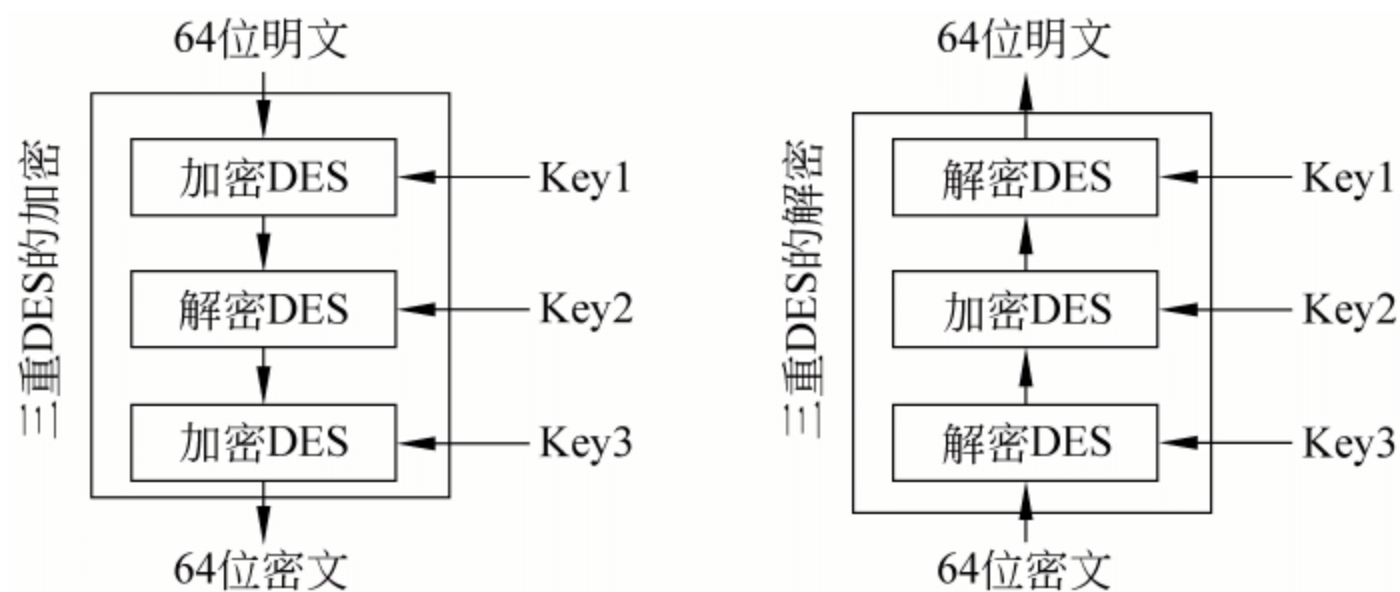 64位明文
三重DES的加密
加密DES
Key1
解密DES
Key2
加密DES
Key3
64位密文
64位明文
三重DES的解密
解密DES
Key1
加密DES
Key2
解密DES
Key3
64位密文